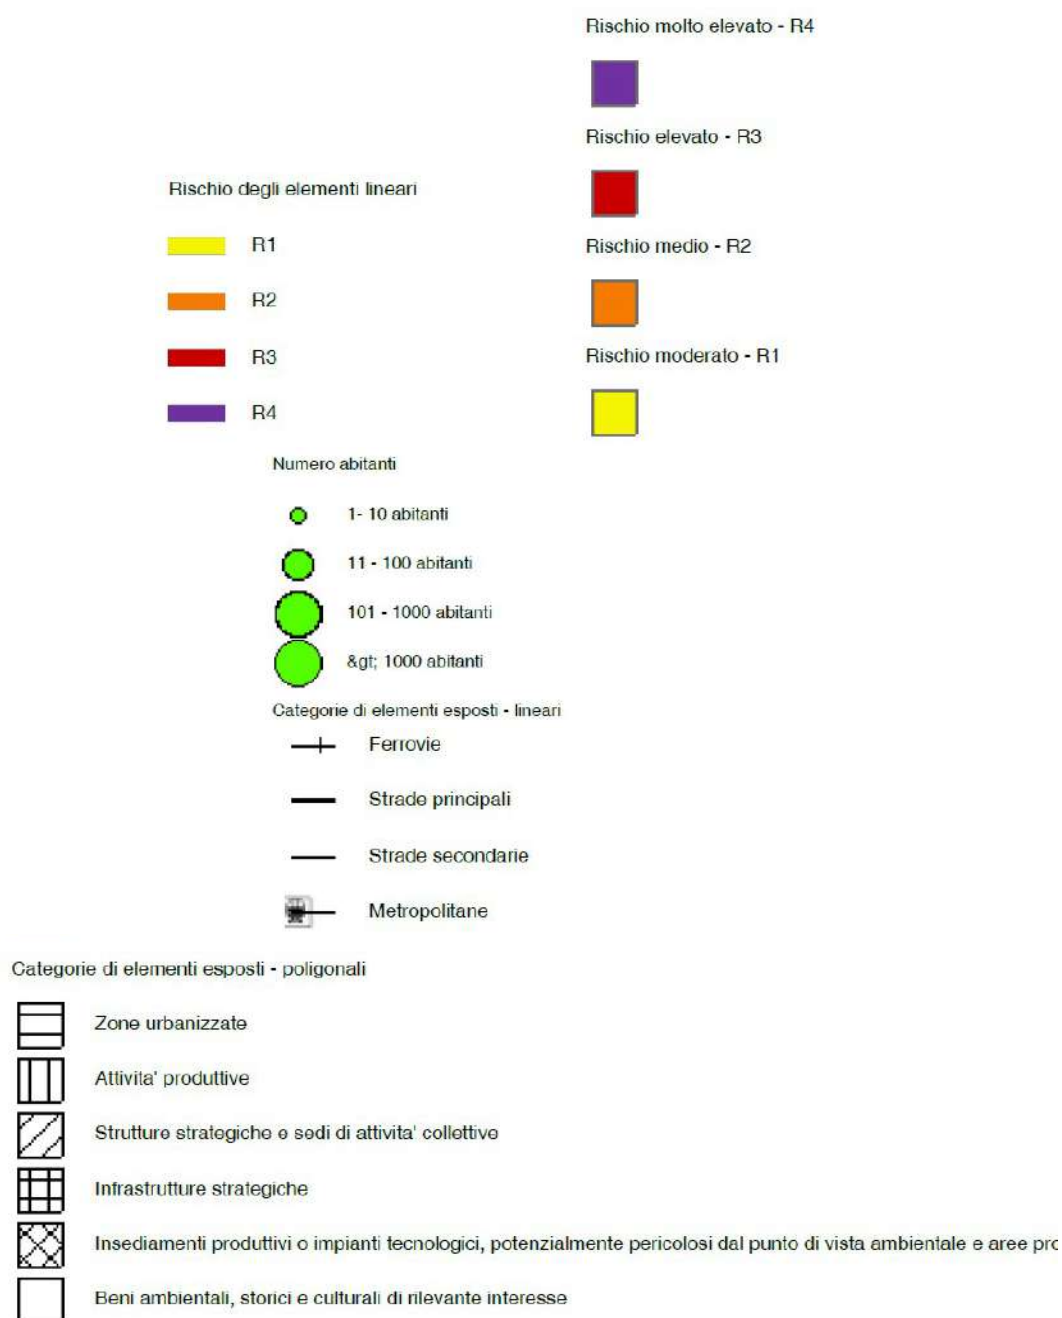 Rischio molto elevato - R4
Rischio elevato - R3
Rischio medio - R2
Rischio moderato - R1
Rischio degli elementi lineari
R1
R2
R3
R4
Numero abitanti
1- 10 abitanti
11 - 100 abitanti
101 - 1000 abitanti
&gt; 1000 abitanti
Categorie di elementi esposti - lineari
Ferrovie
Strade principali
Strade secondarie
Metropolitane
Categorie di elementi esposti - poligonali
Zone urbanizzate
Attivita' produttive
Strutture strategiche e sedi di attivita' collettive
Infrastrutture strategiche
Insediamenti produttivi o impianti tecnologici, potenzialmente pericolosi dal punto di vista ambientale e aree pro
Beni ambientali, storici e culturali di rilevante interesse